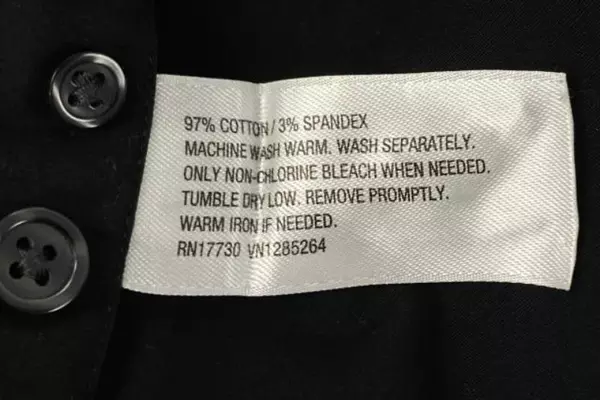 97% COTTON / 3% SPANDEX
MACHINE WASH WARM. WASH SEPARATELY.
ONLY NON-CHLORINE BLEACH WHEN NEEDED.
TUMBLE DRY LOW. REMOVE PROMPTLY.
WARM IRON IF NEEDED.
RN17730 VN1285264